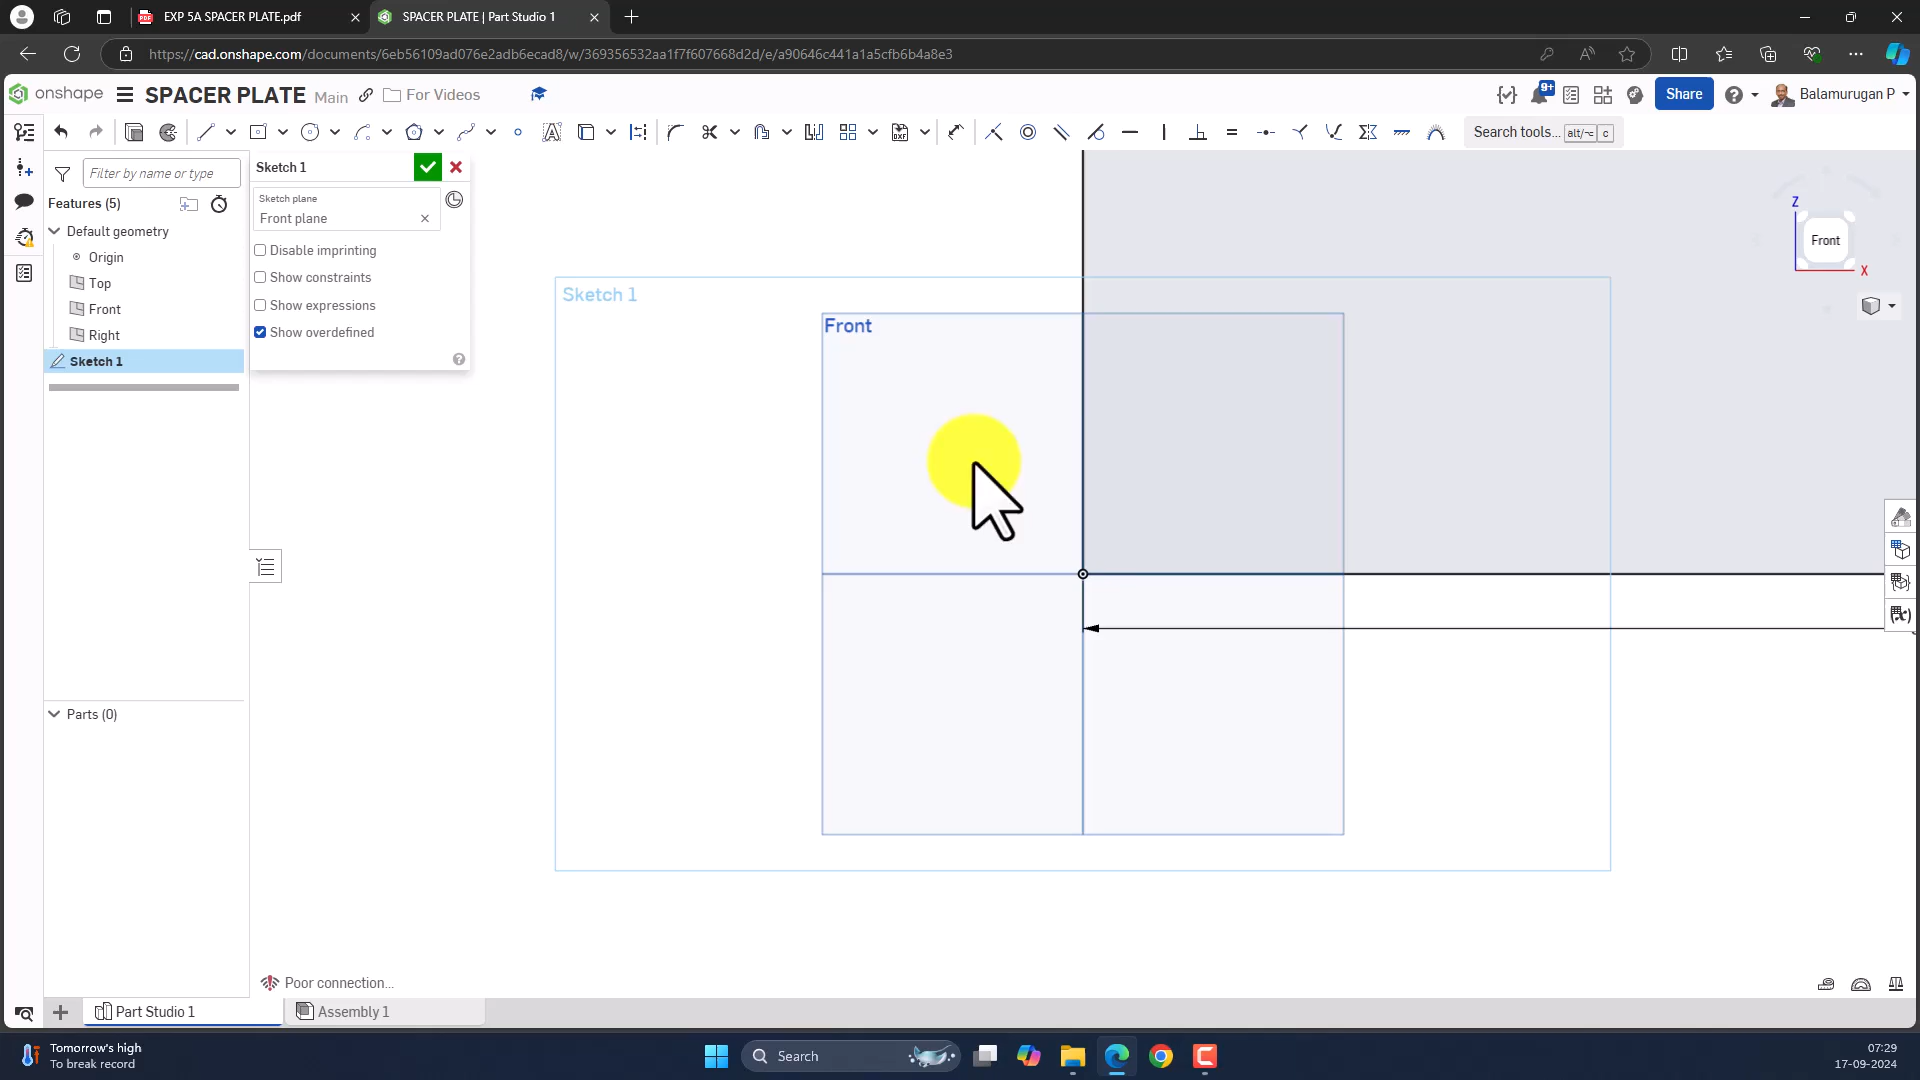 EXP 5A SPACER PLATE.pdf
SPACER PLATE | Part Studio 1
https://cad.onshape.com/documents/6eb56109ad076e2adb6ecad8/w/369356532aa1f7f607668d2d/e/a90646c441a1a5cfb6b4a8e3
onshape
SPACER PLATE Main
For Videos
9+
Share
Balamurugan P
Search tools... alt/⌥ c
Sketch 1
Filter by name or type
Features (5)
Sketch plane
Front plane
Default geometry
Origin
Top
Front
Right
Sketch 1
Disable imprinting
Show constraints
Show expressions
Show overdefined
Sketch 1
Front
Z
Front
X
Parts (0)
Poor connection...
Part Studio 1
Assembly 1
Tomorrow's high
To break record
Search
07:29
17-09-2024